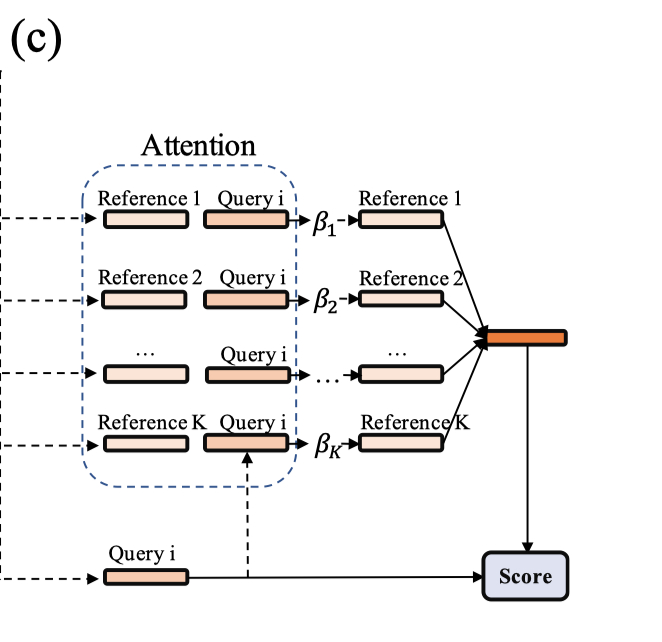 (c)
Attention
Reference 1 Query i β1 Reference 1
Reference 2 Query i β2 Reference 2
... Query i ... ...
Reference K Query i βK Reference K
Query i
Score